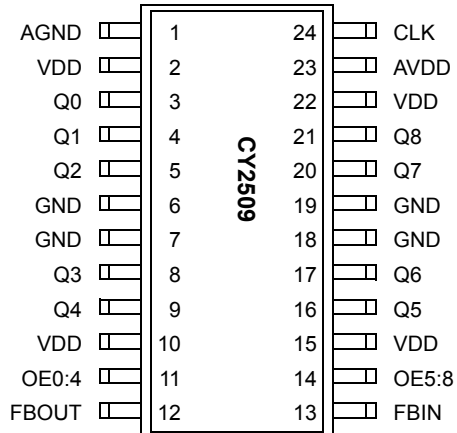 AGND 1 24 CLK
VDD 2 23 AVDD
Q0 3 22 VDD
Q1 4 21 Q8
Q2 5 20 Q7
GND 6 19 GND
GND 7 18 GND
Q3 8 17 Q6
Q4 9 16 Q5
VDD 10 15 VDD
OE0:4 11 14 OE5:8
FBOUT 12 13 FBIN
CY2509